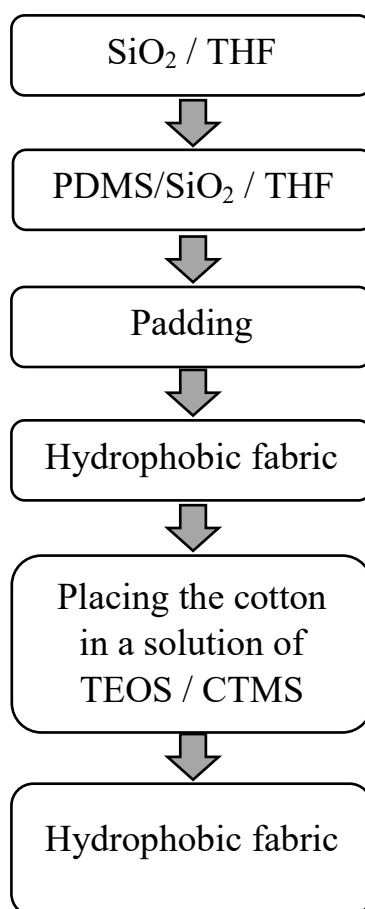 SiO₂ / THF
PDMS/SiO₂ / THF
Padding
Hydrophobic fabric
Placing the cotton
in a solution of
TEOS / CTMS
Hydrophobic fabric